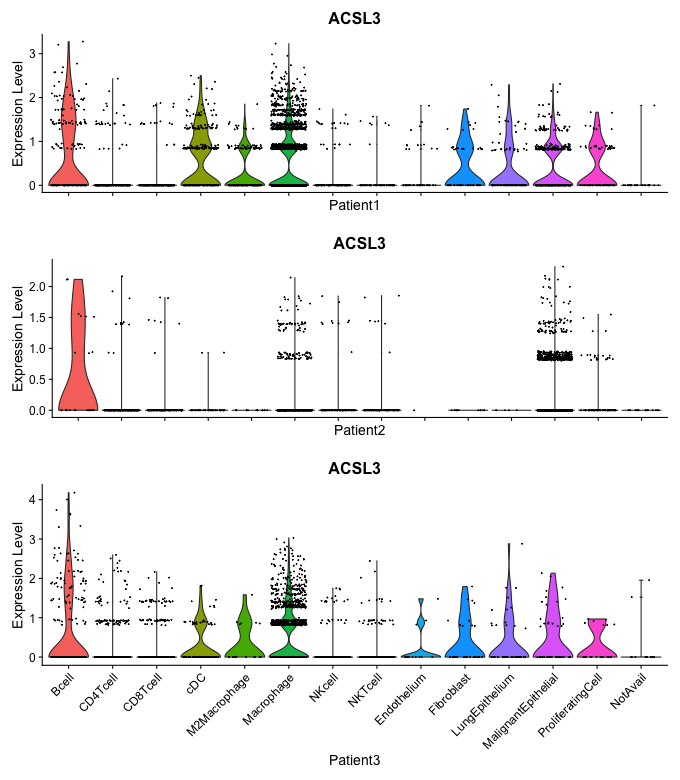 ACSL3
Expression Level
3
2
1
0
Patient1
ACSL3
Expression Level
2.0
1.5
1.0
0.5
0.0
Patient2
ACSL3
Expression Level
4
3
2
1
0
Bcell
CD4Tcell
CD8Tcell
cDC
M2Macrophage
Macrophage
NKcell
NKTcell
Endothelium
Fibroblast
LungEpithelium
MalignantEpithelial
ProliferatingCell
NotAvail
Patient3